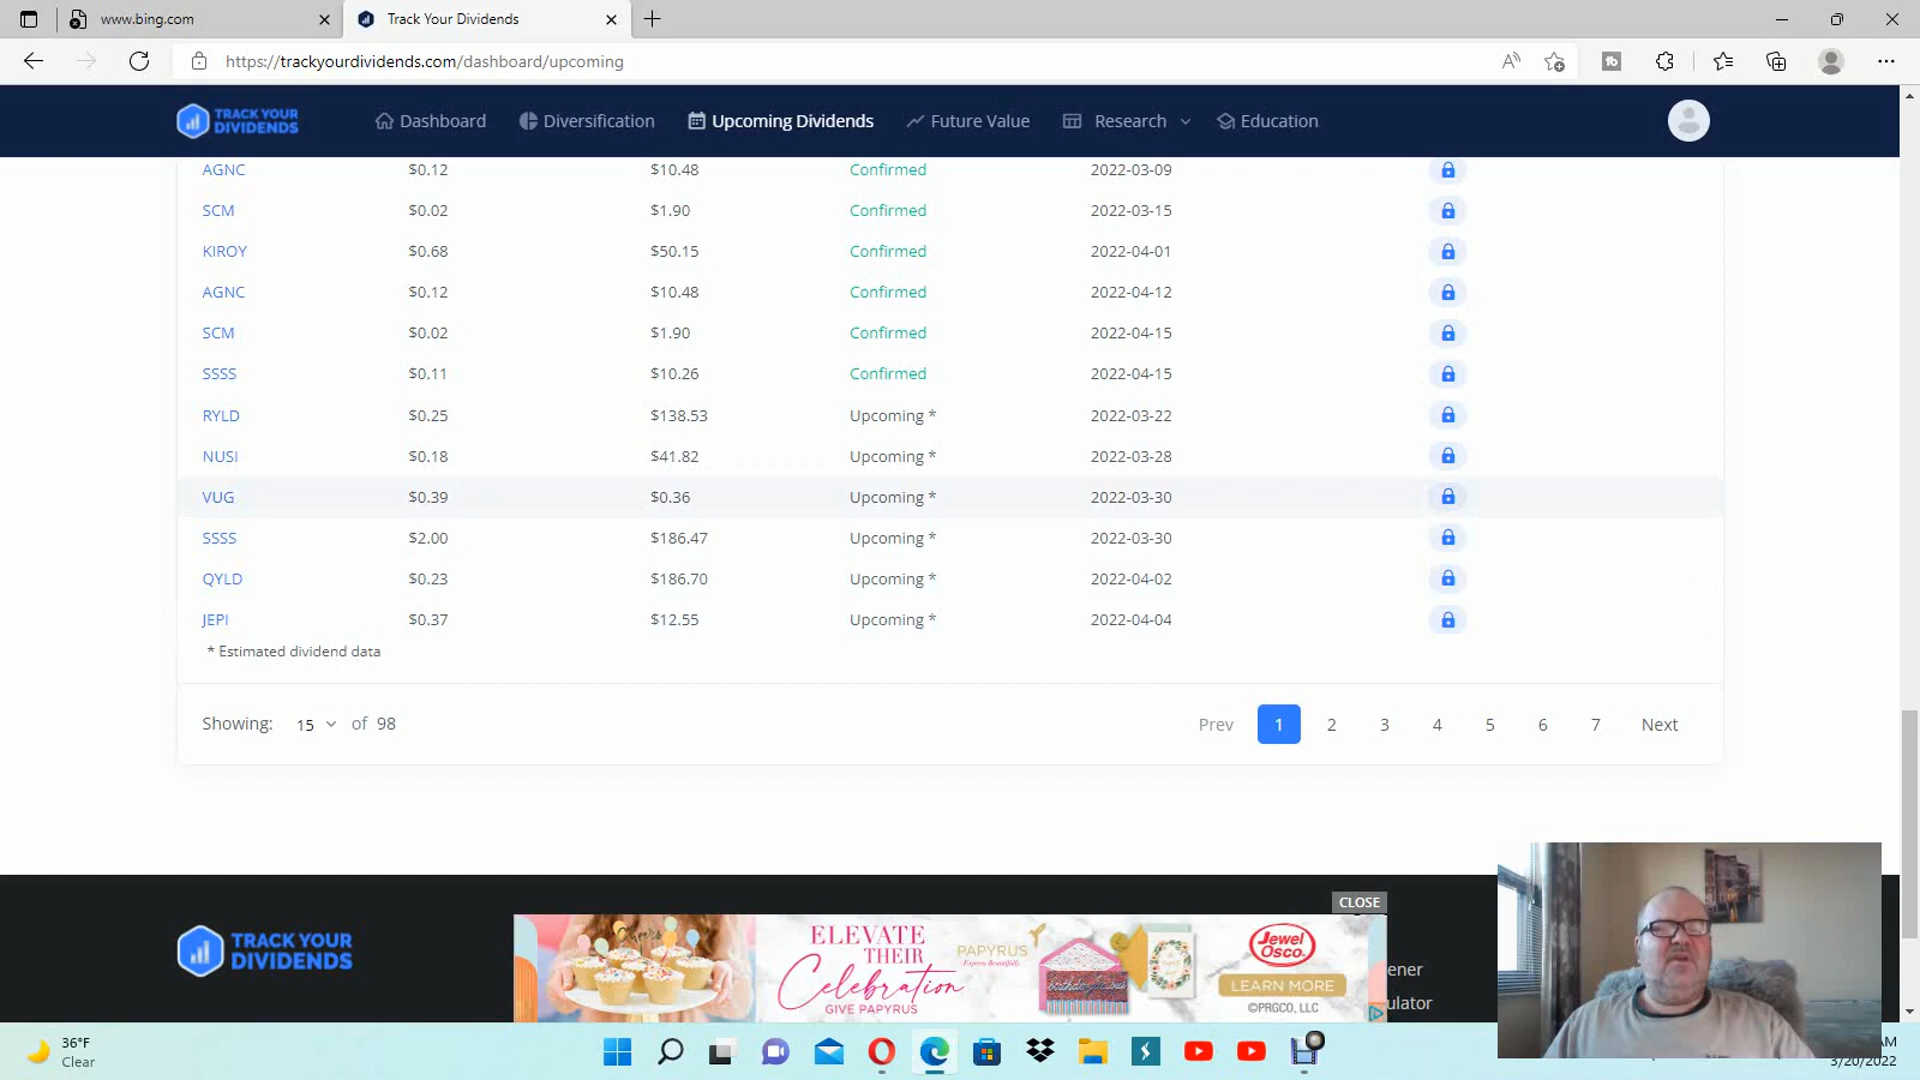 www.bing.com
Track Your Dividends
https://trackyourdividends.com/dashboard/upcoming
TRACK YOUR
DIVIDENDS
Dashboard
Diversification
Upcoming Dividends
Future Value
Research
Education
AGNC $0.12 $10.48 Confirmed 2022-03-09
SCM $0.02 $1.90 Confirmed 2022-03-15
KIROY $0.68 $50.15 Confirmed 2022-04-01
AGNC $0.12 $10.48 Confirmed 2022-04-12
SCM $0.02 $1.90 Confirmed 2022-04-15
SSSS $0.11 $10.26 Confirmed 2022-04-15
RYLD $0.25 $138.53 Upcoming * 2022-03-22
NUSI $0.18 $41.82 Upcoming * 2022-03-28
VUG $0.39 $0.36 Upcoming * 2022-03-30
SSSS $2.00 $186.47 Upcoming * 2022-03-30
QYLD $0.23 $186.70 Upcoming * 2022-04-02
JEPI $0.37 $12.55 Upcoming * 2022-04-04
* Estimated dividend data
Showing: 15 of 98
Prev 1 2 3 4 5 6 7 Next
CLOSE
TRACK YOUR
DIVIDENDS
Cheers
ELEVATE
THEIR
Celebration
GIVE PAPYRUS
PAPYRUS
Express Beautifully
birthday
Jewel
Osco.
LEARN MORE
©PRGCO, LLC
ener
ulator
36°F
Clear
AM
3/20/2022